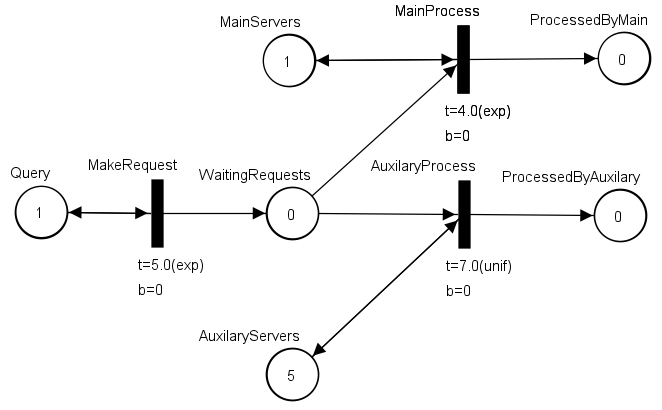 MainProcess
MainServers
ProcessedByMain
1
0
t=4.0(exp)
b=0
Query
MakeRequest
WaitingRequests
AuxilaryProcess
ProcessedByAuxilary
1
0
0
t=5.0(exp)
b=0
t=7.0(unif)
b=0
AuxilaryServers
5